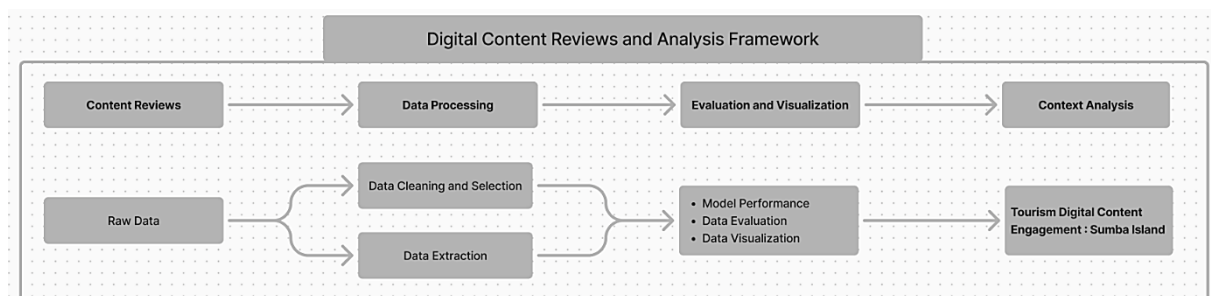 Digital Content Reviews and Analysis Framework
Content Reviews
Data Processing
Evaluation and Visualization
Context Analysis
Raw Data
Data Cleaning and Selection
Data Extraction
• Model Performance
• Data Evaluation
• Data Visualization
Tourism Digital Content
Engagement : Sumba Island